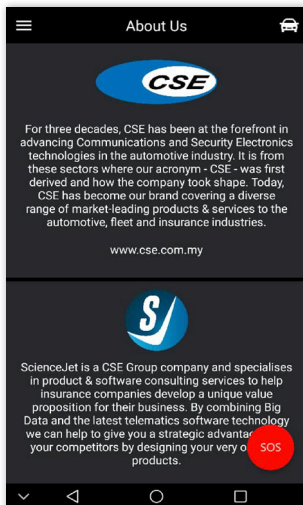 About Us
CSE
For three decades, CSE has been at the forefront in
advancing Communications and Security Electronics
technologies in the automotive industry. It is from
these sectors where our acronym - CSE - was first
derived and how the company took shape. Today,
CSE has become our brand covering a diverse
range of market-leading products & services to the
automotive, fleet and insurance industries.
www.cse.com.my
SJ
ScienceJet is a CSE Group company and specialises
in product & software consulting services to help
insurance companies develop a unique value
proposition for their business. By combining Big
Data and the latest telematics software technology
we can help to give you a strategic
your competitors by designing your very
products.
SOS